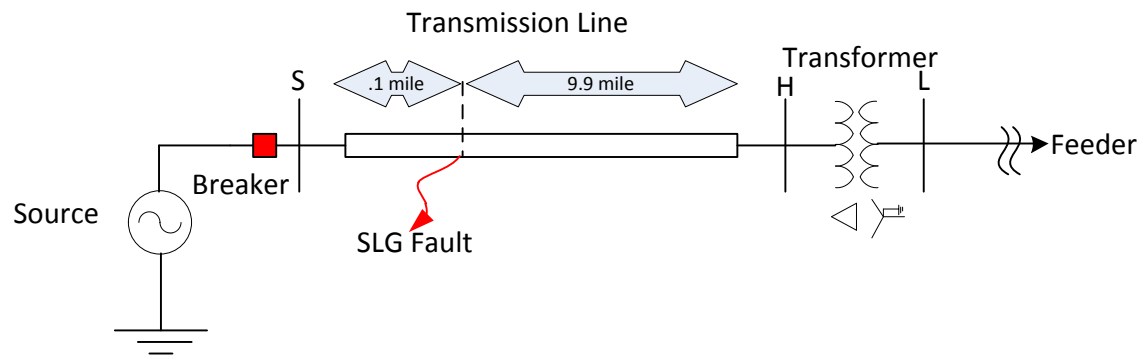 Transmission Line
Transformer
S
.1 mile
9.9 mile
H
L
Feeder
Breaker
Source
SLG Fault